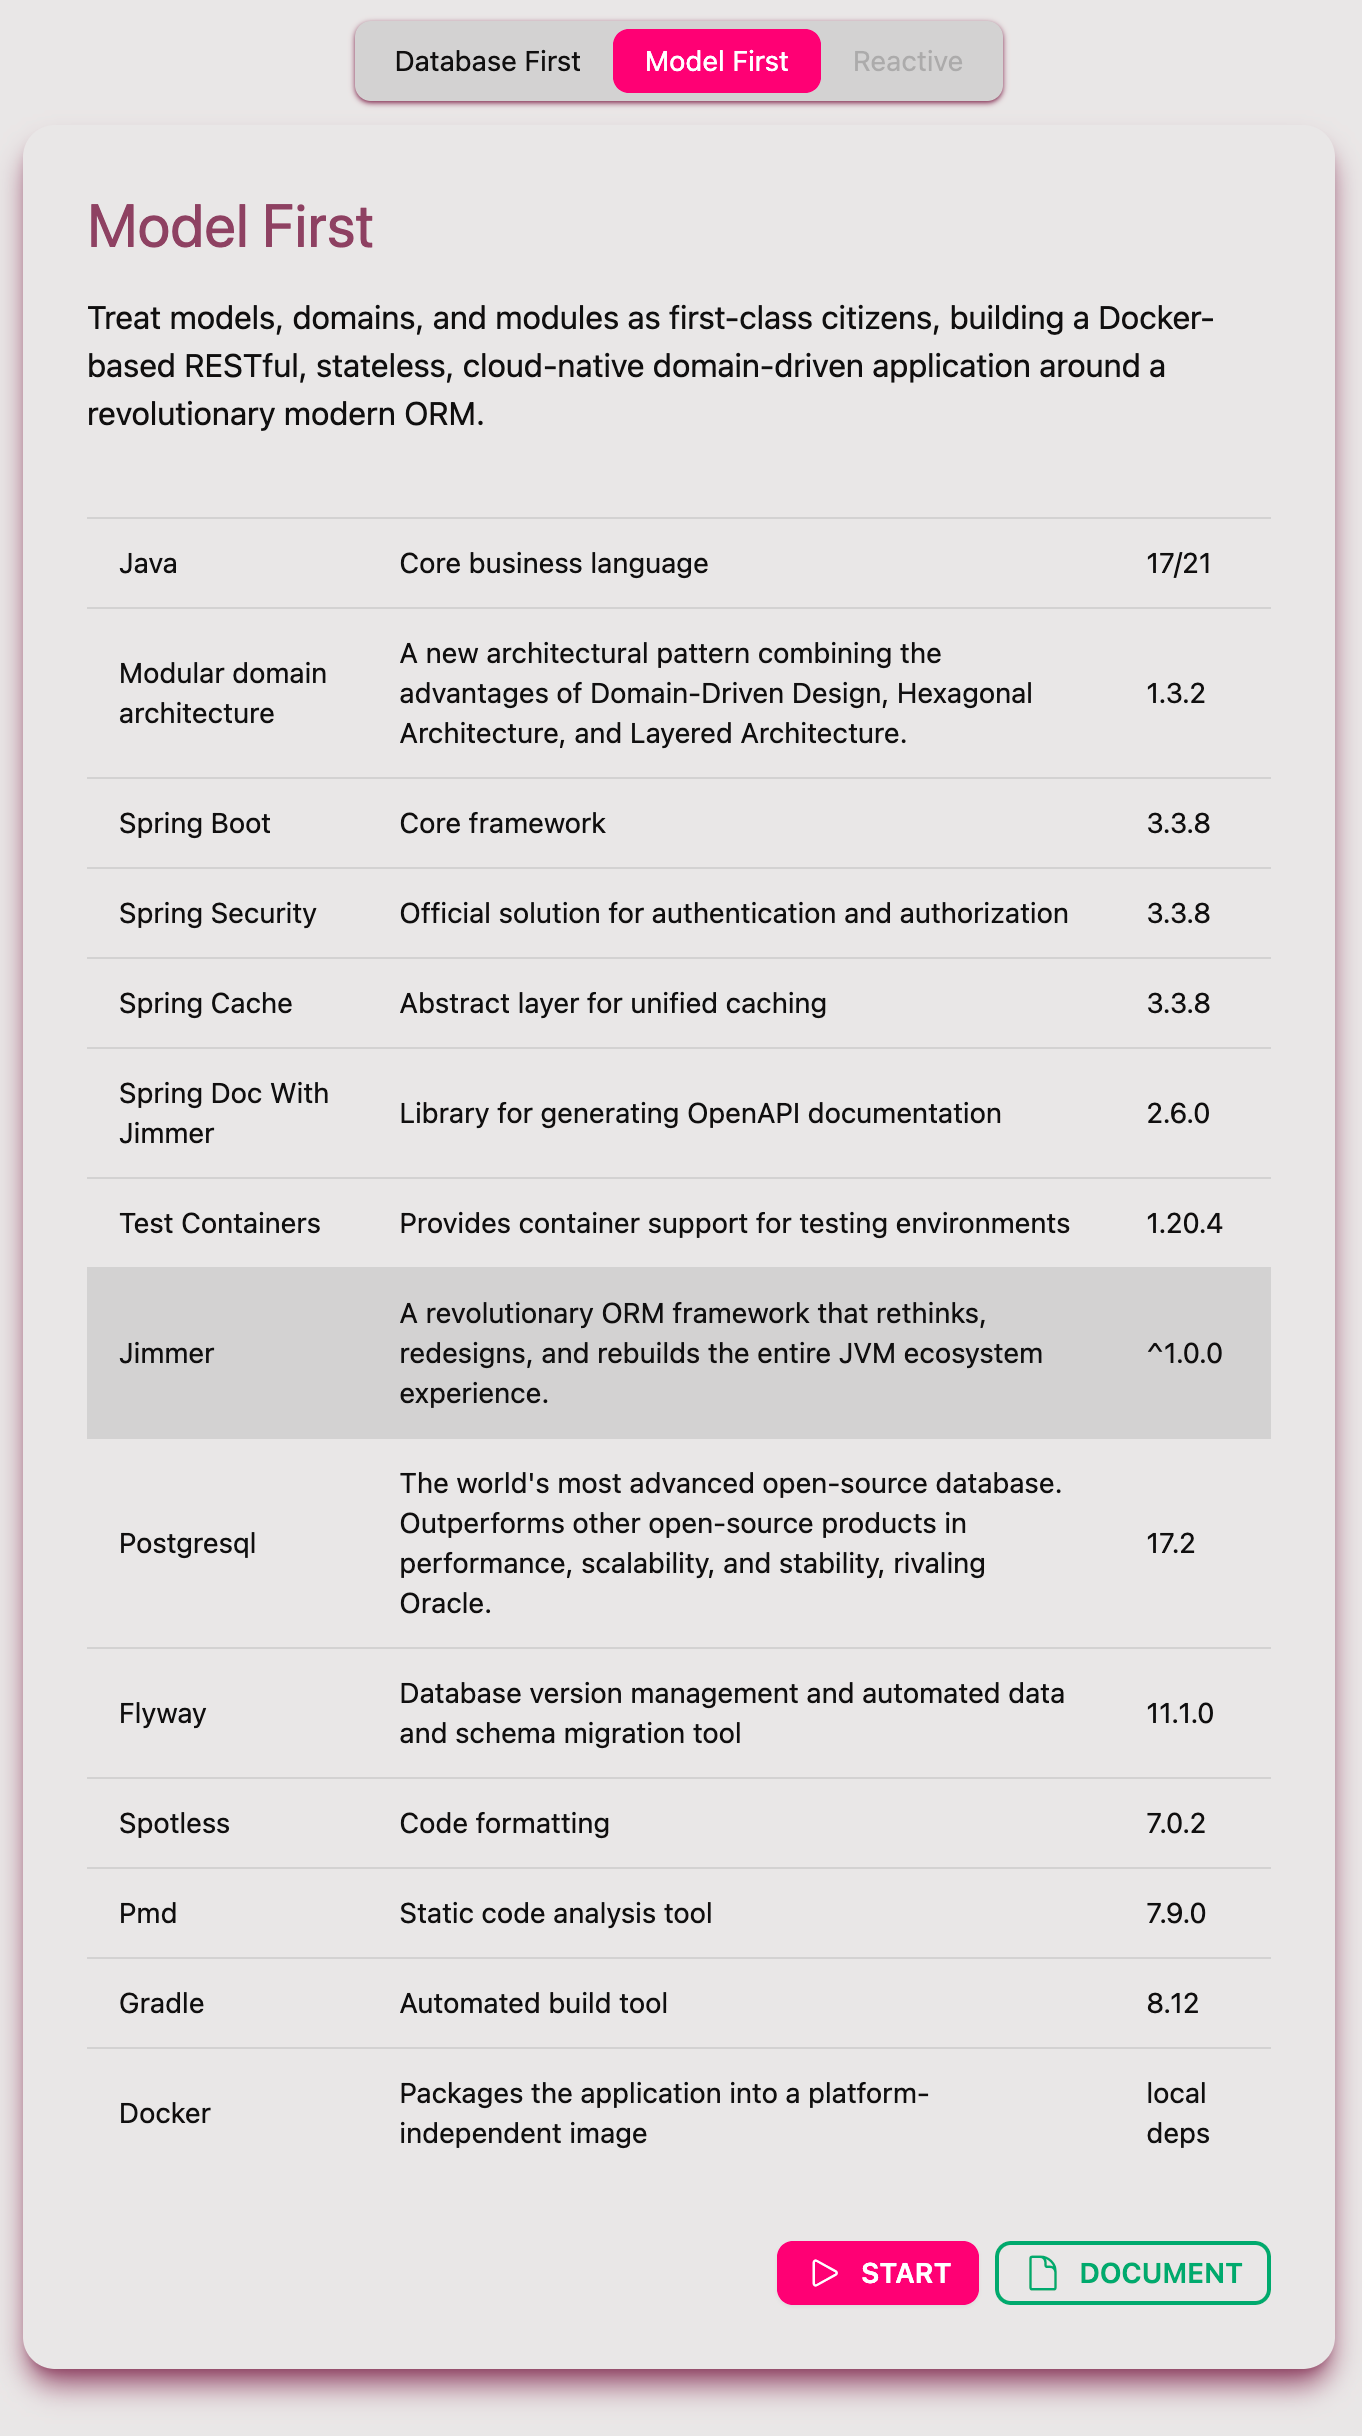 Database First
Model First
Reactive
Model First
Treat models, domains, and modules as first-class citizens, building a Docker-
based RESTful, stateless, cloud-native domain-driven application around a
revolutionary modern ORM.
Java
Core business language
17/21
Modular domain
architecture
A new architectural pattern combining the
advantages of Domain-Driven Design, Hexagonal
Architecture, and Layered Architecture.
1.3.2
Spring Boot
Core framework
3.3.8
Spring Security
Official solution for authentication and authorization
3.3.8
Spring Cache
Abstract layer for unified caching
3.3.8
Spring Doc With
Jimmer
Library for generating OpenAPI documentation
2.6.0
Test Containers
Provides container support for testing environments
1.20.4
Jimmer
A revolutionary ORM framework that rethinks,
redesigns, and rebuilds the entire JVM ecosystem
experience.
^1.0.0
Postgresql
The world's most advanced open-source database.
Outperforms other open-source products in
performance, scalability, and stability, rivaling
Oracle.
17.2
Flyway
Database version management and automated data
and schema migration tool
11.1.0
Spotless
Code formatting
7.0.2
Pmd
Static code analysis tool
7.9.0
Gradle
Automated build tool
8.12
Docker
Packages the application into a platform-
independent image
local
deps
START
DOCUMENT